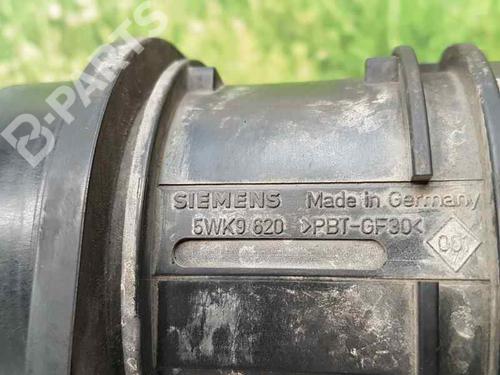 B-PARTS
SIEMENS Made in Germany
5WK9 620 >PBT-GF30<
001